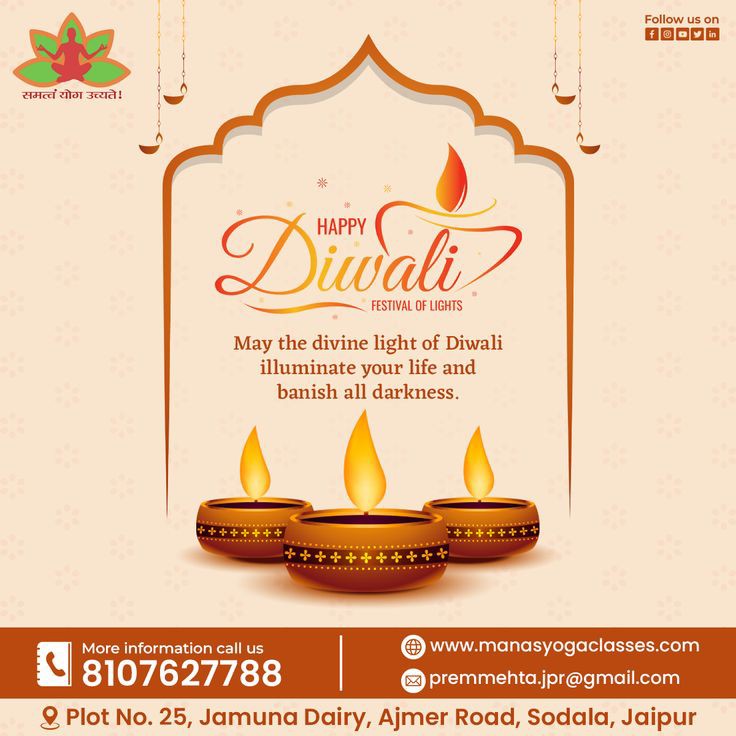 समत्वं योग उच्यते!
Follow us on
HAPPY
Diwali
FESTIVAL OF LIGHTS
May the divine light of Diwali
illuminate your life and
banish all darkness.
More information call us
8107627788
www.manasyogaclasses.com
premmehta.jpr@gmail.com
Plot No. 25, Jamuna Dairy, Ajmer Road, Sodala, Jaipur